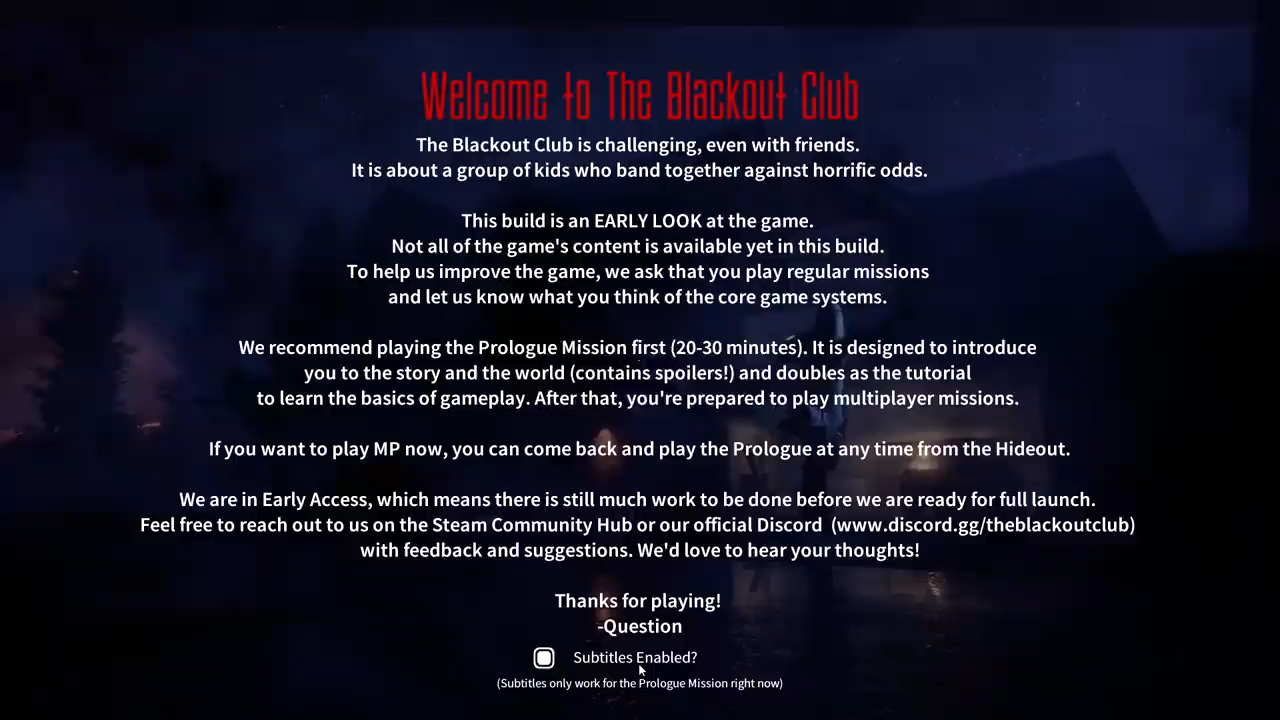 Welcome to The Blackout Club
The Blackout Club is challenging, even with friends.
It is about a group of kids who band together against horrific odds.
This build is an EARLY LOOK at the game.
Not all of the game's content is available yet in this build.
To help us improve the game, we ask that you play regular missions
and let us know what you think of the core game systems.
We recommend playing the Prologue Mission first (20-30 minutes). It is designed to introduce
you to the story and the world (contains spoilers!) and doubles as the tutorial
to learn the basics of gameplay. After that, you're prepared to play multiplayer missions.
If you want to play MP now, you can come back and play the Prologue at any time from the Hideout.
We are in Early Access, which means there is still much work to be done before we are ready for full launch.
Feel free to reach out to us on the Steam Community Hub or our official Discord (www.discord.gg/theblackoutclub)
with feedback and suggestions. We'd love to hear your thoughts!
Thanks for playing!
-Question
Subtitles Enabled?
(Subtitles only work for the Prologue Mission right now)